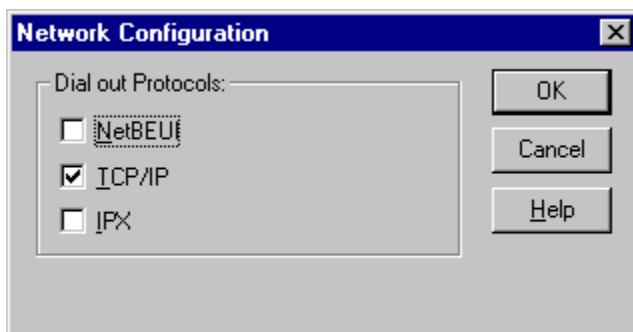 Network Configuration
Dial out Protocols:
NetBEUI
TCP/IP
IPX
OK
Cancel
Help